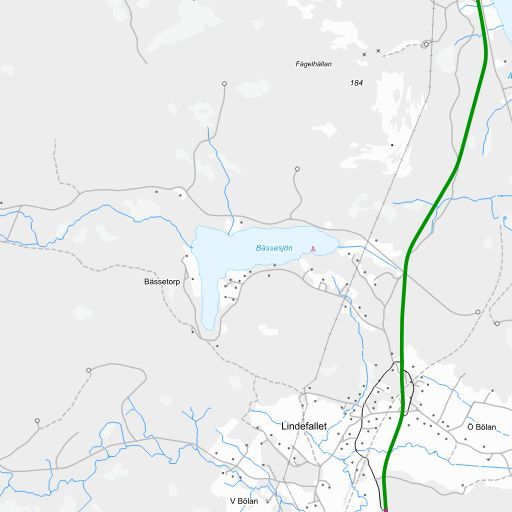 Fågelhällan
184
Bässesjön
Bässetorp
Lindefallet
Ö Bölan
V Bölan